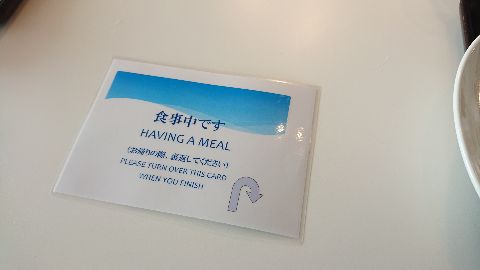 食事中です
HAVING A MEAL
(お帰りの際、裏返してください)
PLEASE TURN OVER THIS CARD
WHEN YOU FINISH